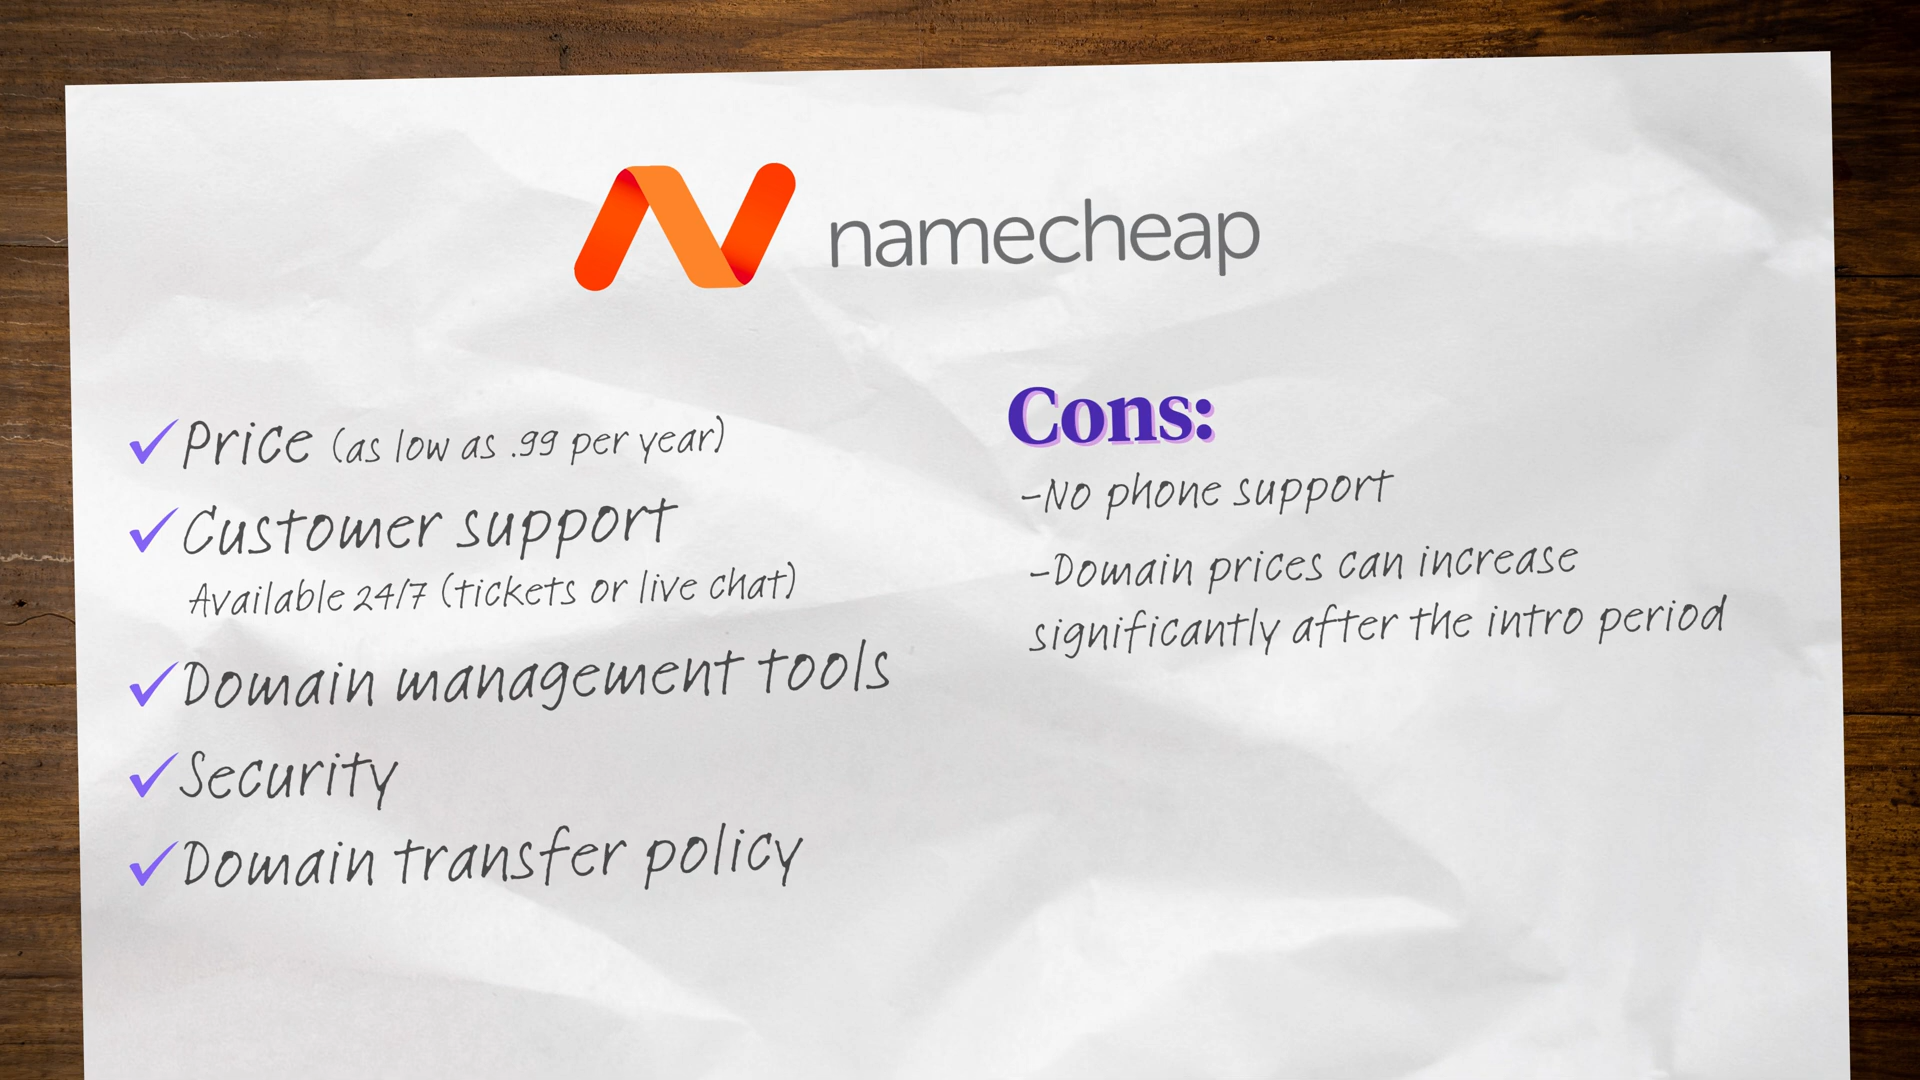 namecheap
✓Price (as low as .99 per year)
✓Customer support
Available 24/7 (tickets or live chat)
✓Domain management tools
✓Security
✓Domain transfer policy
Cons:
-No phone support
-Domain prices can increase
significantly after the intro period